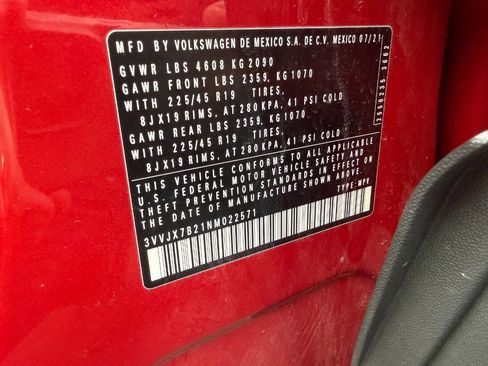 MFD BY VOLKSWAGEN DE MEXICO S.A. DE C.V. MEXICO 07/21
GVWR LBS 4608 KG 2090
GAWR FRONT LBS 2359, KG 1070
WITH 225/45 R19 TIRES,
8JX19 RIMS, AT 280 KPA, 41 PSI COLD
GAWR REAR LBS 2359, KG 1070
WITH 225/45 R19 TIRES,
8JX19 RIMS, AT 280 KPA, 41 PSI COLD
THIS VEHICLE CONFORMS TO ALL APPLICABLE
U.S. FEDERAL MOTOR VEHICLE SAFETY AND
THEFT PREVENTION STANDARDS IN EFFECT ON THE
DATE OF MANUFACTURE SHOWN ABOVE.
TYPE: MPV
3VVJX7B21NM022571
2556235 3662